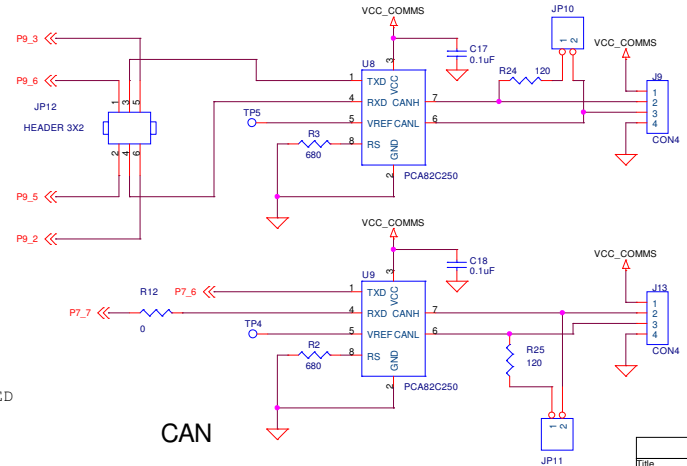 VCC_COMMS
JP10
1 2
P9_3
P9_6
JP12
HEADER 3X2
1 3 5
2 4 6
P9_5
P9_2
U8
C17
0.1uF
R24 120
VCC_COMMS
J9
1
2
3
4
CON4
3
1 TXD VCC
4 RXD CANH 7
5 VREF CANL 6
8 RS GND
2
PCA82C250
TP5
R3
680
VCC_COMMS
C18
0.1uF
U9
3
1 TXD VCC
4 RXD CANH 7
5 VREF CANL 6
8 RS GND
2
PCA82C250
P7_6
R12
P7_7
0
TP4
R2
680
VCC_COMMS
J13
1
2
3
4
CON4
R25
120
1 2
JP11
ED
CAN
Title